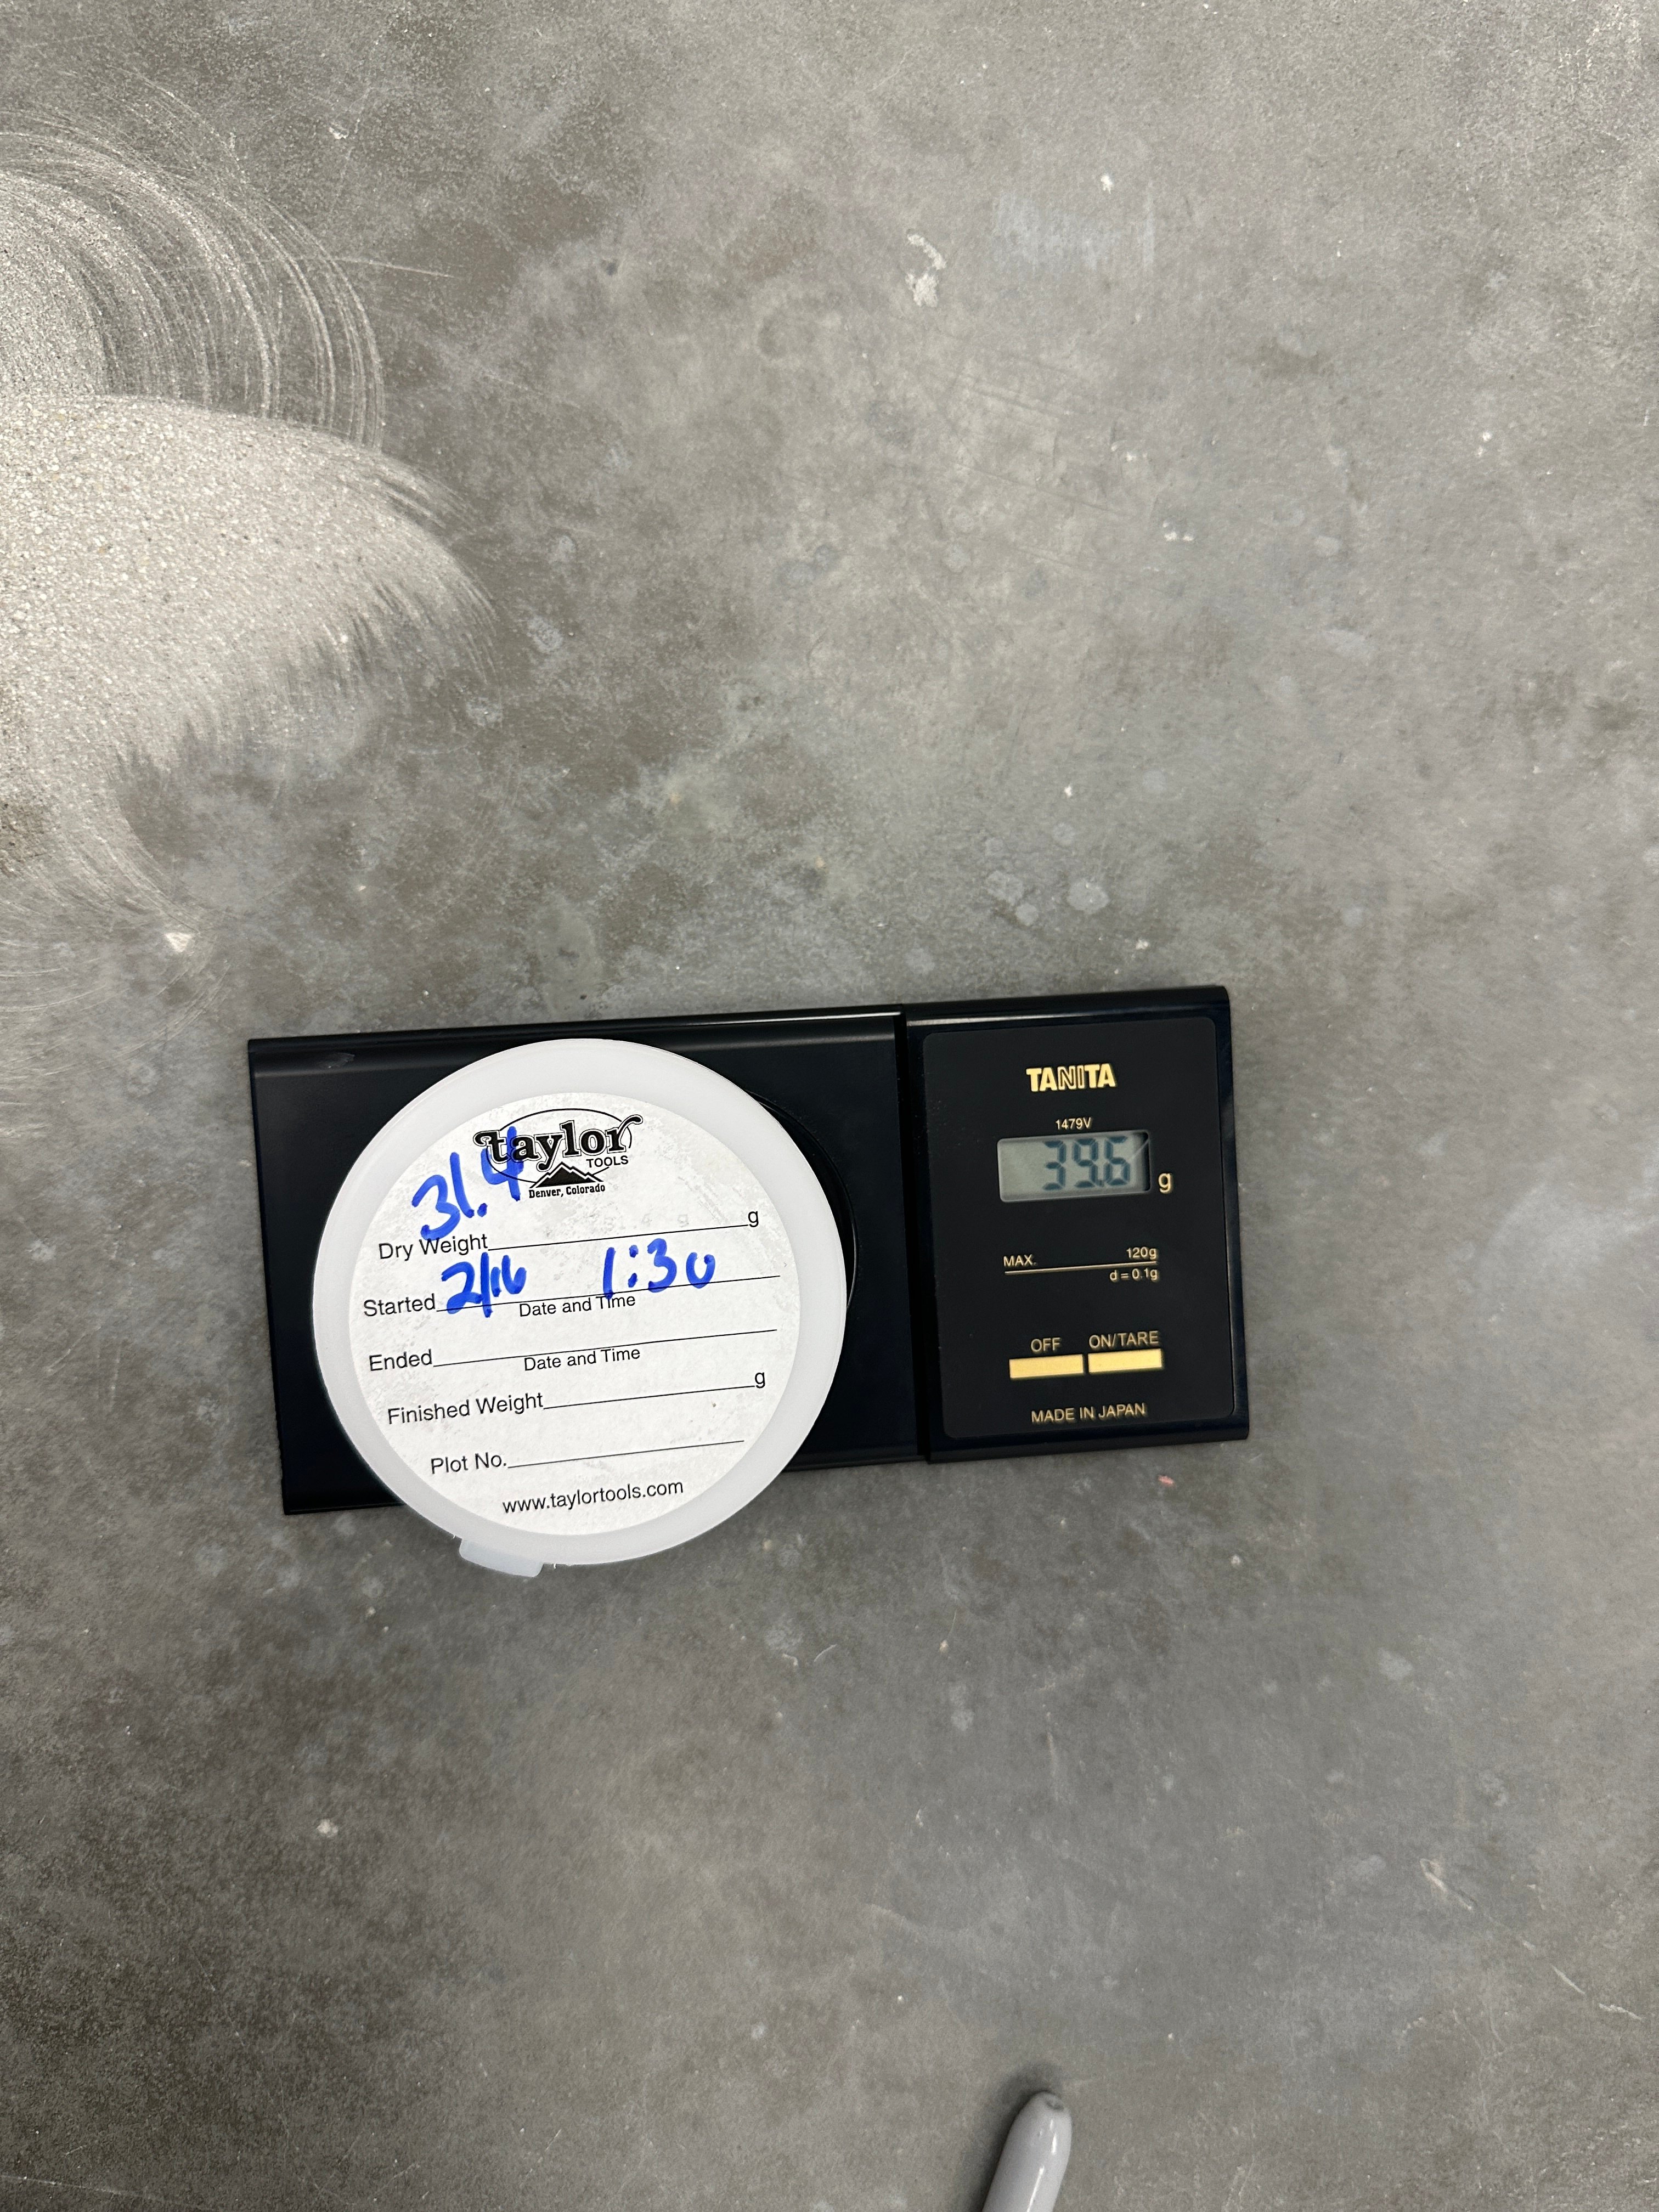 taylor
TOOLS
Denver, Colorado
31.4
31.4 g
Dry Weight g
Started 2/16 1:30
Date and Time
Ended
Date and Time
Finished Weight g
Plot No.
www.taylortools.com
TANITA
1479V
39.6 g
MAX. 120g
d = 0.1g
OFF ON/TARE
MADE IN JAPAN